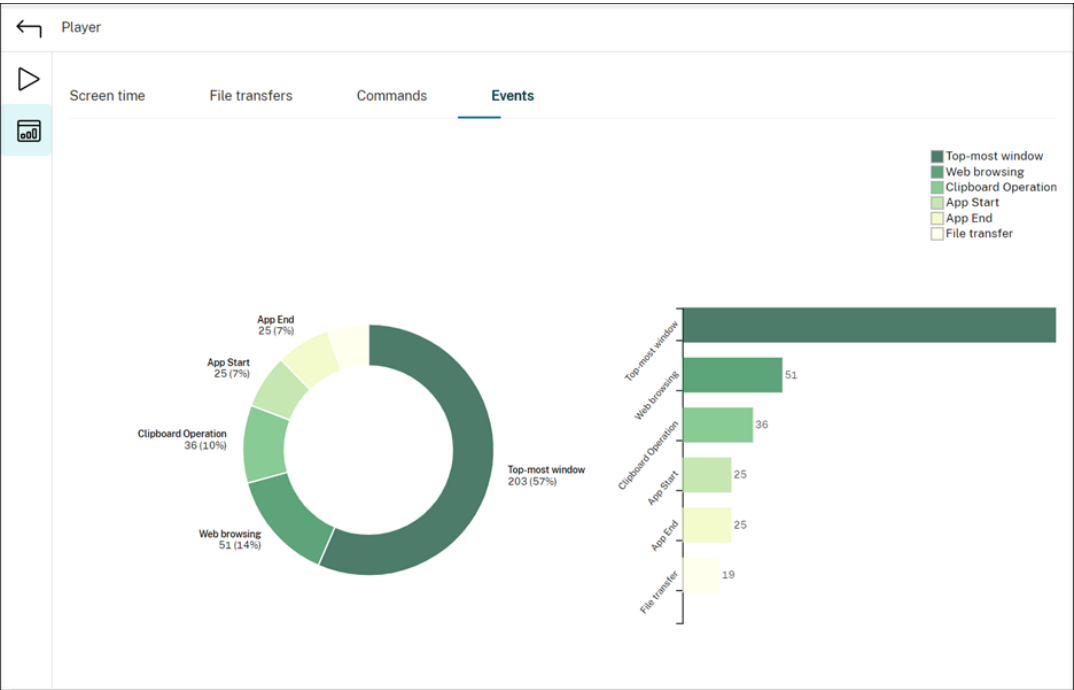 Player
Screen time
File transfers
Commands
Events
Top-most window
Web browsing
Clipboard Operation
App Start
App End
File transfer
App End
25 (7%)
App Start
25 (7%)
Clipboard Operation
36 (10%)
Web browsing
51 (14%)
Top-most window
203 (57%)
Top-most window
Web browsing
51
Clipboard Operation
36
App Start
25
App End
25
File transfer
19